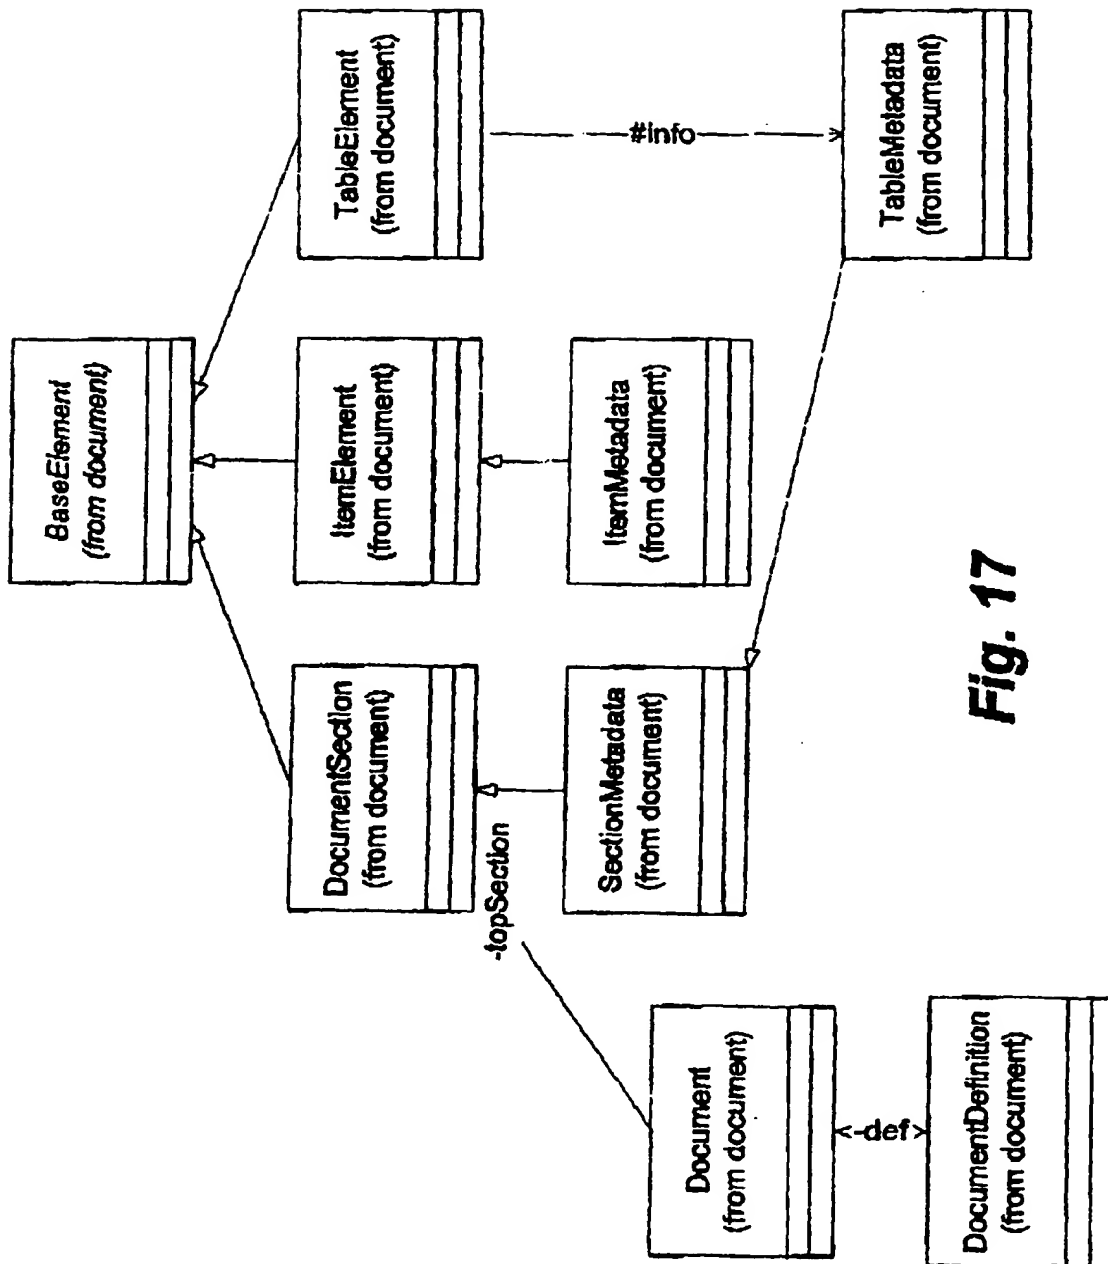 BaseElement
(from document)
DocumentSection
(from document)
ItemElement
(from document)
TableElement
(from document)
-topSection
#info
SectionMetadata
(from document)
ItemMetadata
(from document)
TableMetadata
(from document)
Document
(from document)
-def
DocumentDefinition
(from document)
Fig. 17